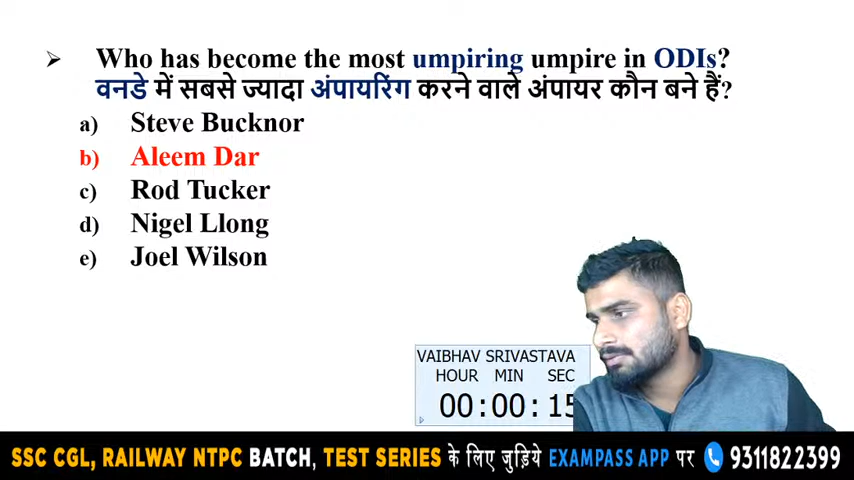 ➢ Who has become the most umpiring umpire in ODIs?
वनडे में सबसे ज्यादा अंपायरिंग करने वाले अंपायर कौन बने हैं?
a) Steve Bucknor
b) Aleem Dar
c) Rod Tucker
d) Nigel Llong
e) Joel Wilson
VAIBHAV SRIVASTAVA
HOUR MIN SEC
00:00:15
SSC CGL, RAILWAY NTPC BATCH, TEST SERIES के लिए जुड़िये EXAMPASS APP पर 9311822399